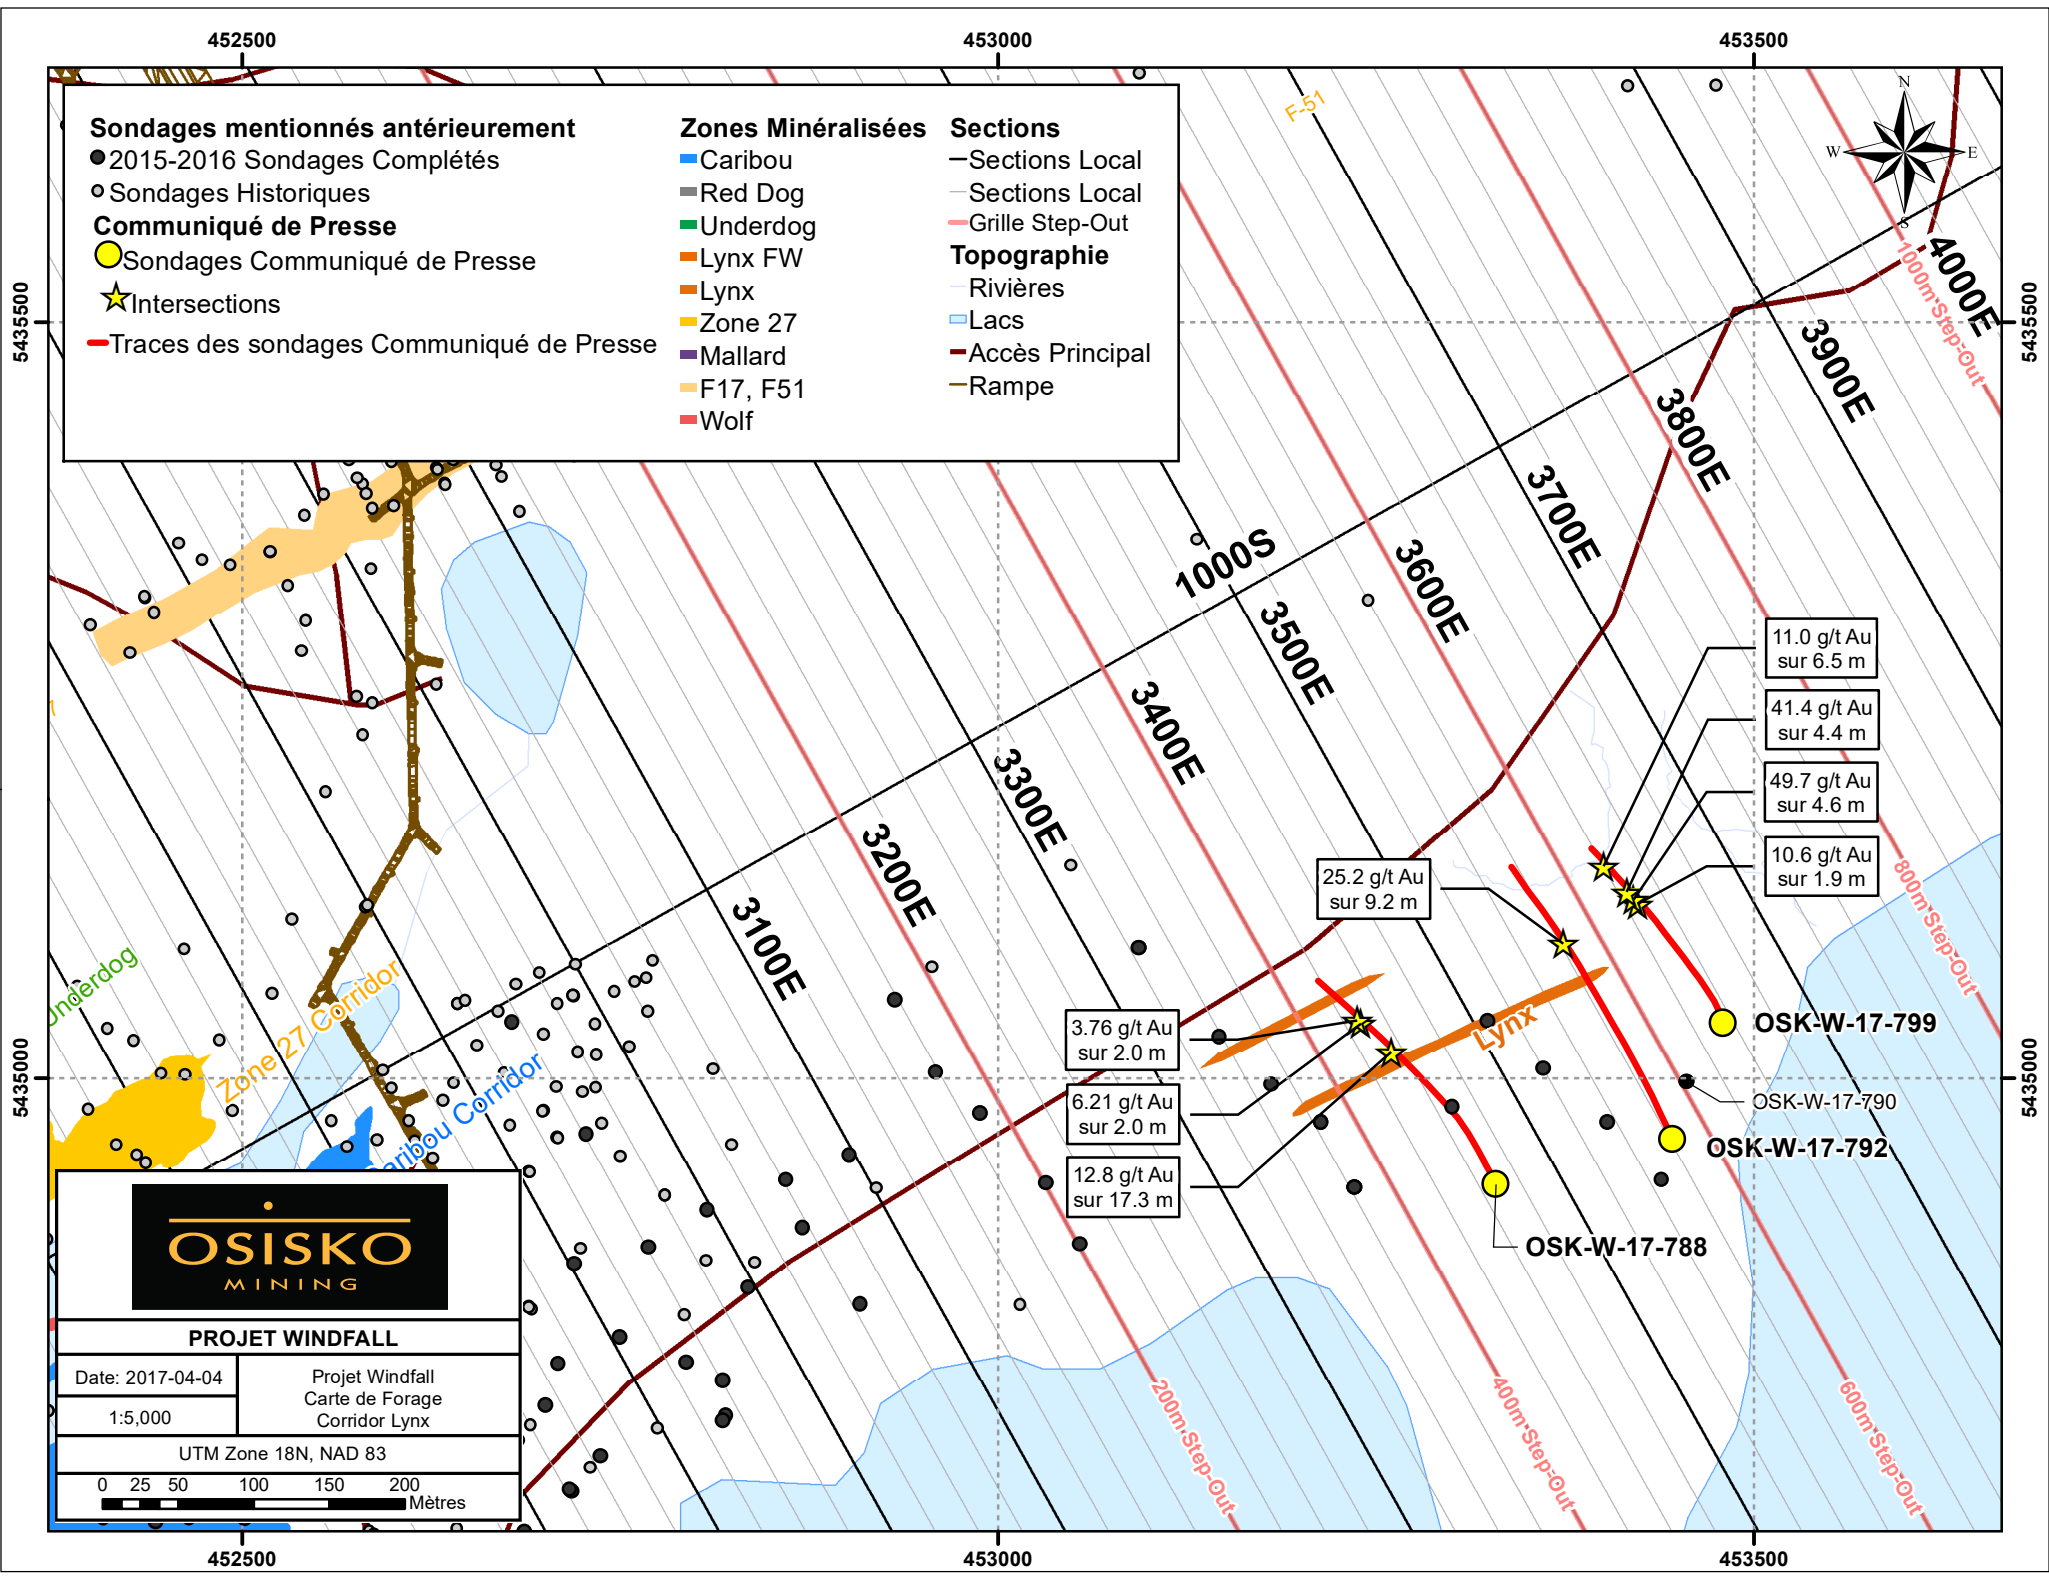 452500
453000
453500
Sondages mentionnés antérieurement
2015-2016 Sondages Complétés
Sondages Historiques
Communiqué de Presse
Sondages Communiqué de Presse
Intersections
Traces des sondages Communiqué de Presse
Zones Minéralisées
Caribou
Red Dog
Underdog
Lynx FW
Lynx
Zone 27
Mallard
F17, F51
Wolf
Sections
Sections Local
Sections Local
Grille Step-Out
Topographie
Rivières
Lacs
Accès Principal
Rampe
F-51
N
W
E
S
5435500
5435500
4000E
1000m Step-Out
3900E
3800E
3700E
3600E
1000S
3500E
3400E
3300E
3200E
3100E
11.0 g/t Au
sur 6.5 m
41.4 g/t Au
sur 4.4 m
49.7 g/t Au
sur 4.6 m
10.6 g/t Au
sur 1.9 m
25.2 g/t Au
sur 9.2 m
800m Step-Out
Underdog
Zone 27 Corridor
Caribou Corridor
3.76 g/t Au
sur 2.0 m
6.21 g/t Au
sur 2.0 m
12.8 g/t Au
sur 17.3 m
Lynx
OSK-W-17-799
OSK-W-17-790
OSK-W-17-792
OSK-W-17-788
5435000
5435000
200m Step-Out
400m Step-Out
600m Step-Out
OSISKO
MINING
PROJET WINDFALL
Date: 2017-04-04
1:5,000
Projet Windfall
Carte de Forage
Corridor Lynx
UTM Zone 18N, NAD 83
0 25 50 100 150 200
Mètres
452500
453000
453500